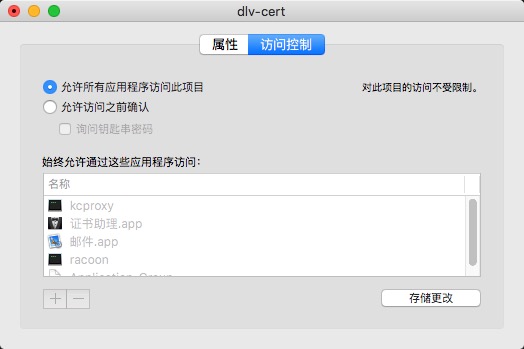 dlv-cert
属性 访问控制
允许所有应用程序访问此项目 对此项目的访问不受限制。
允许访问之前确认
询问钥匙串密码
始终允许通过这些应用程序访问：
名称
kcproxy
证书助理.app
邮件.app
racoon
Application Group
存储更改